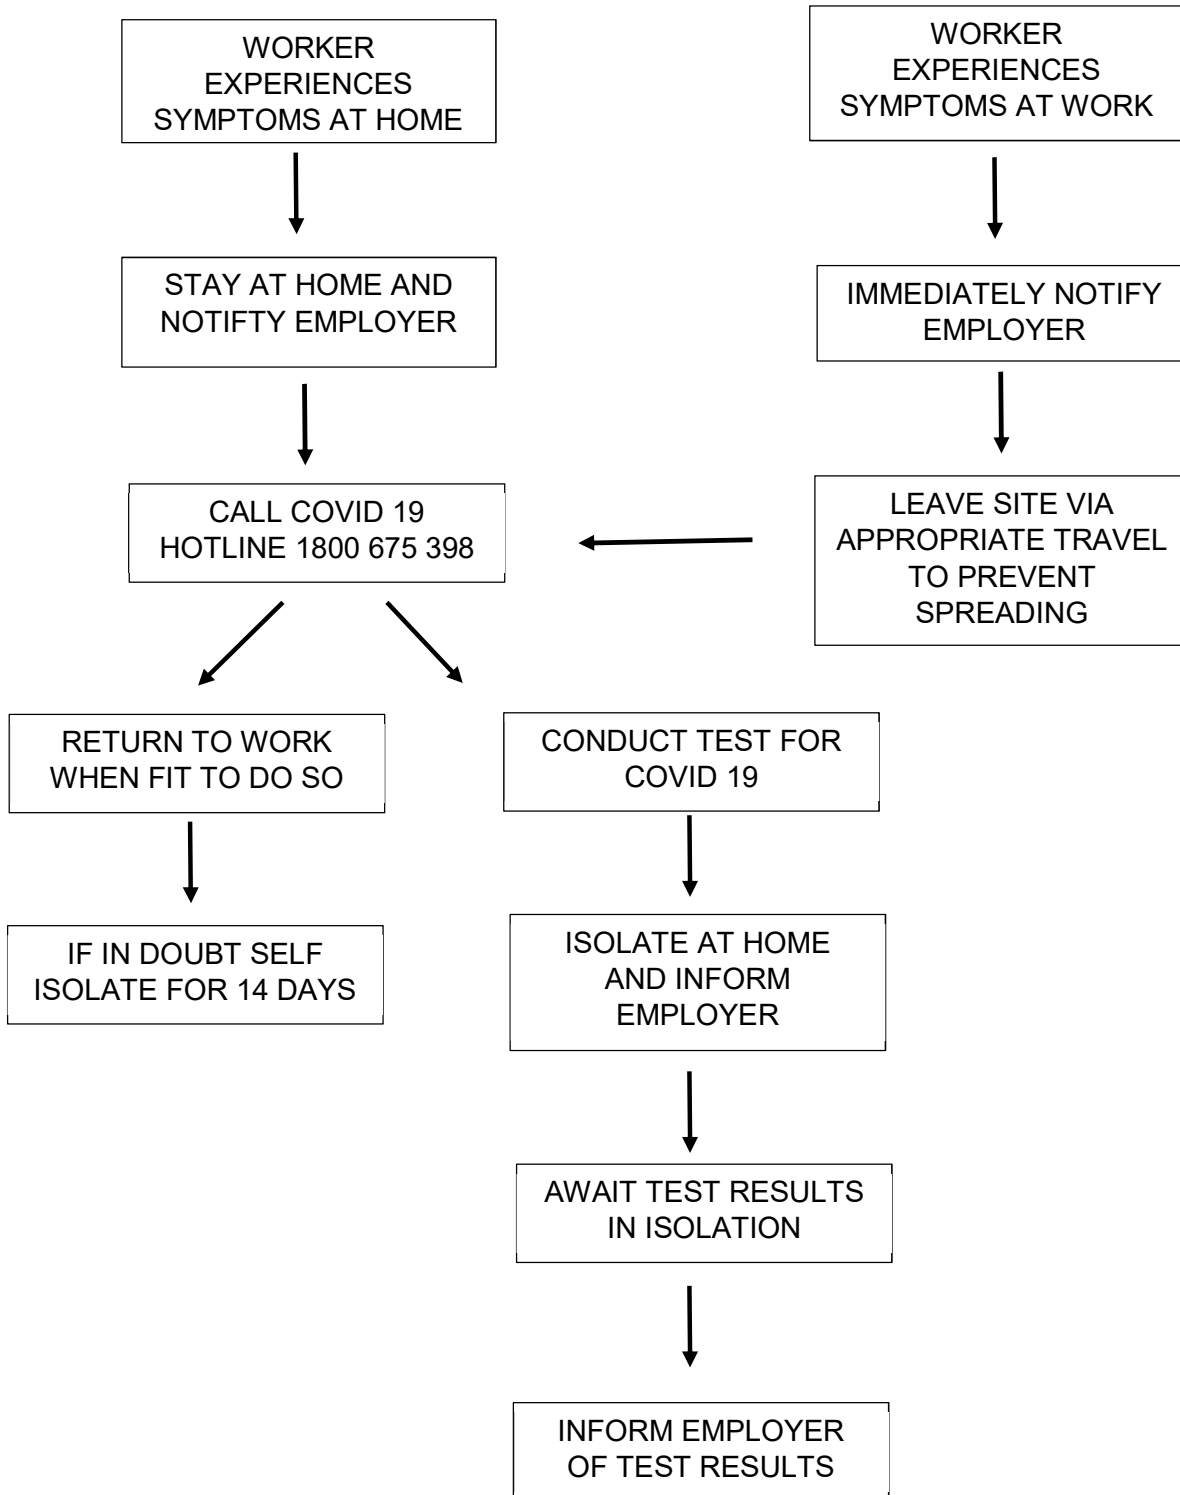 WORKER
EXPERIENCES
SYMPTOMS AT HOME
WORKER
EXPERIENCES
SYMPTOMS AT WORK
STAY AT HOME AND
NOTIFTY EMPLOYER
IMMEDIATELY NOTIFY
EMPLOYER
CALL COVID 19
HOTLINE 1800 675 398
LEAVE SITE VIA
APPROPRIATE TRAVEL
TO PREVENT
SPREADING
RETURN TO WORK
WHEN FIT TO DO SO
CONDUCT TEST FOR
COVID 19
IF IN DOUBT SELF
ISOLATE FOR 14 DAYS
ISOLATE AT HOME
AND INFORM
EMPLOYER
AWAIT TEST RESULTS
IN ISOLATION
INFORM EMPLOYER
OF TEST RESULTS